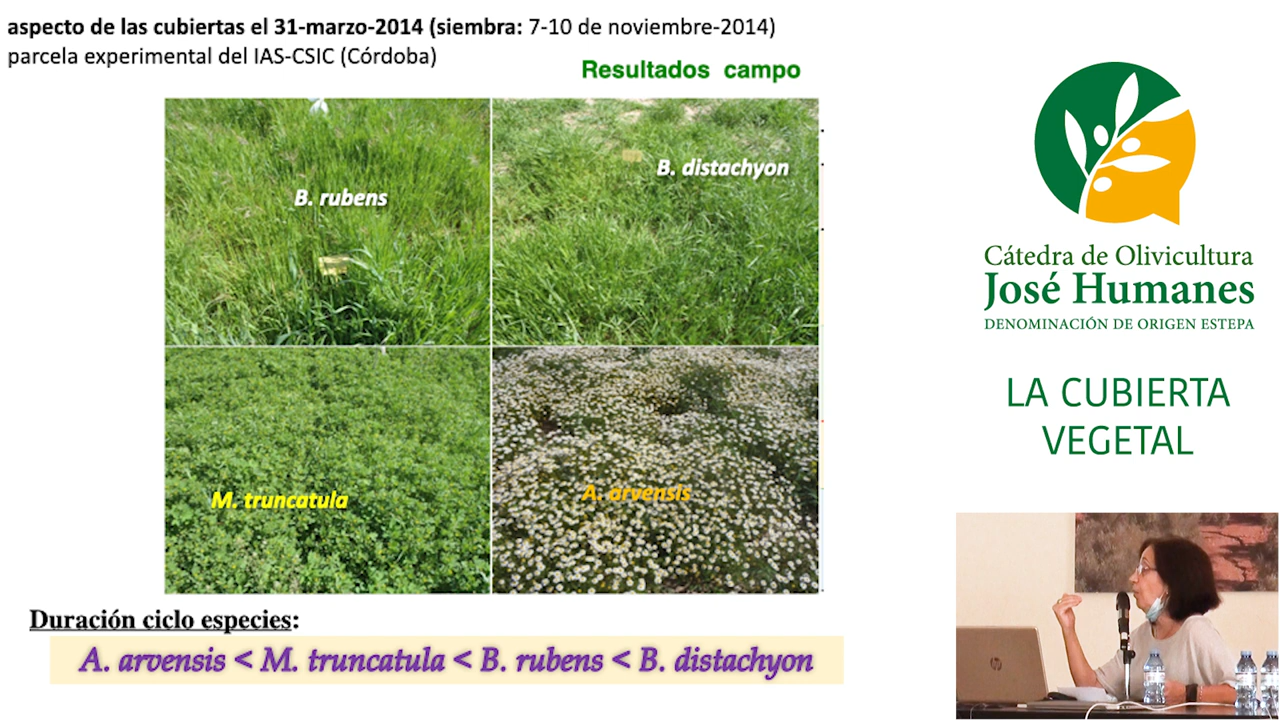 aspecto de las cubiertas el 31-marzo-2014 (siembra: 7-10 de noviembre-2014)
parcela experimental del IAS-CSIC (Córdoba)
Resultados campo
B. rubens
B. distachyon
M. truncatula
A. arvensis
Duración ciclo especies:
A. arvensis < M. truncatula < B. rubens < B. distachyon
Cátedra de Olivicultura
José Humanes
DENOMINACIÓN DE ORIGEN ESTEPA
LA CUBIERTA
VEGETAL
hp